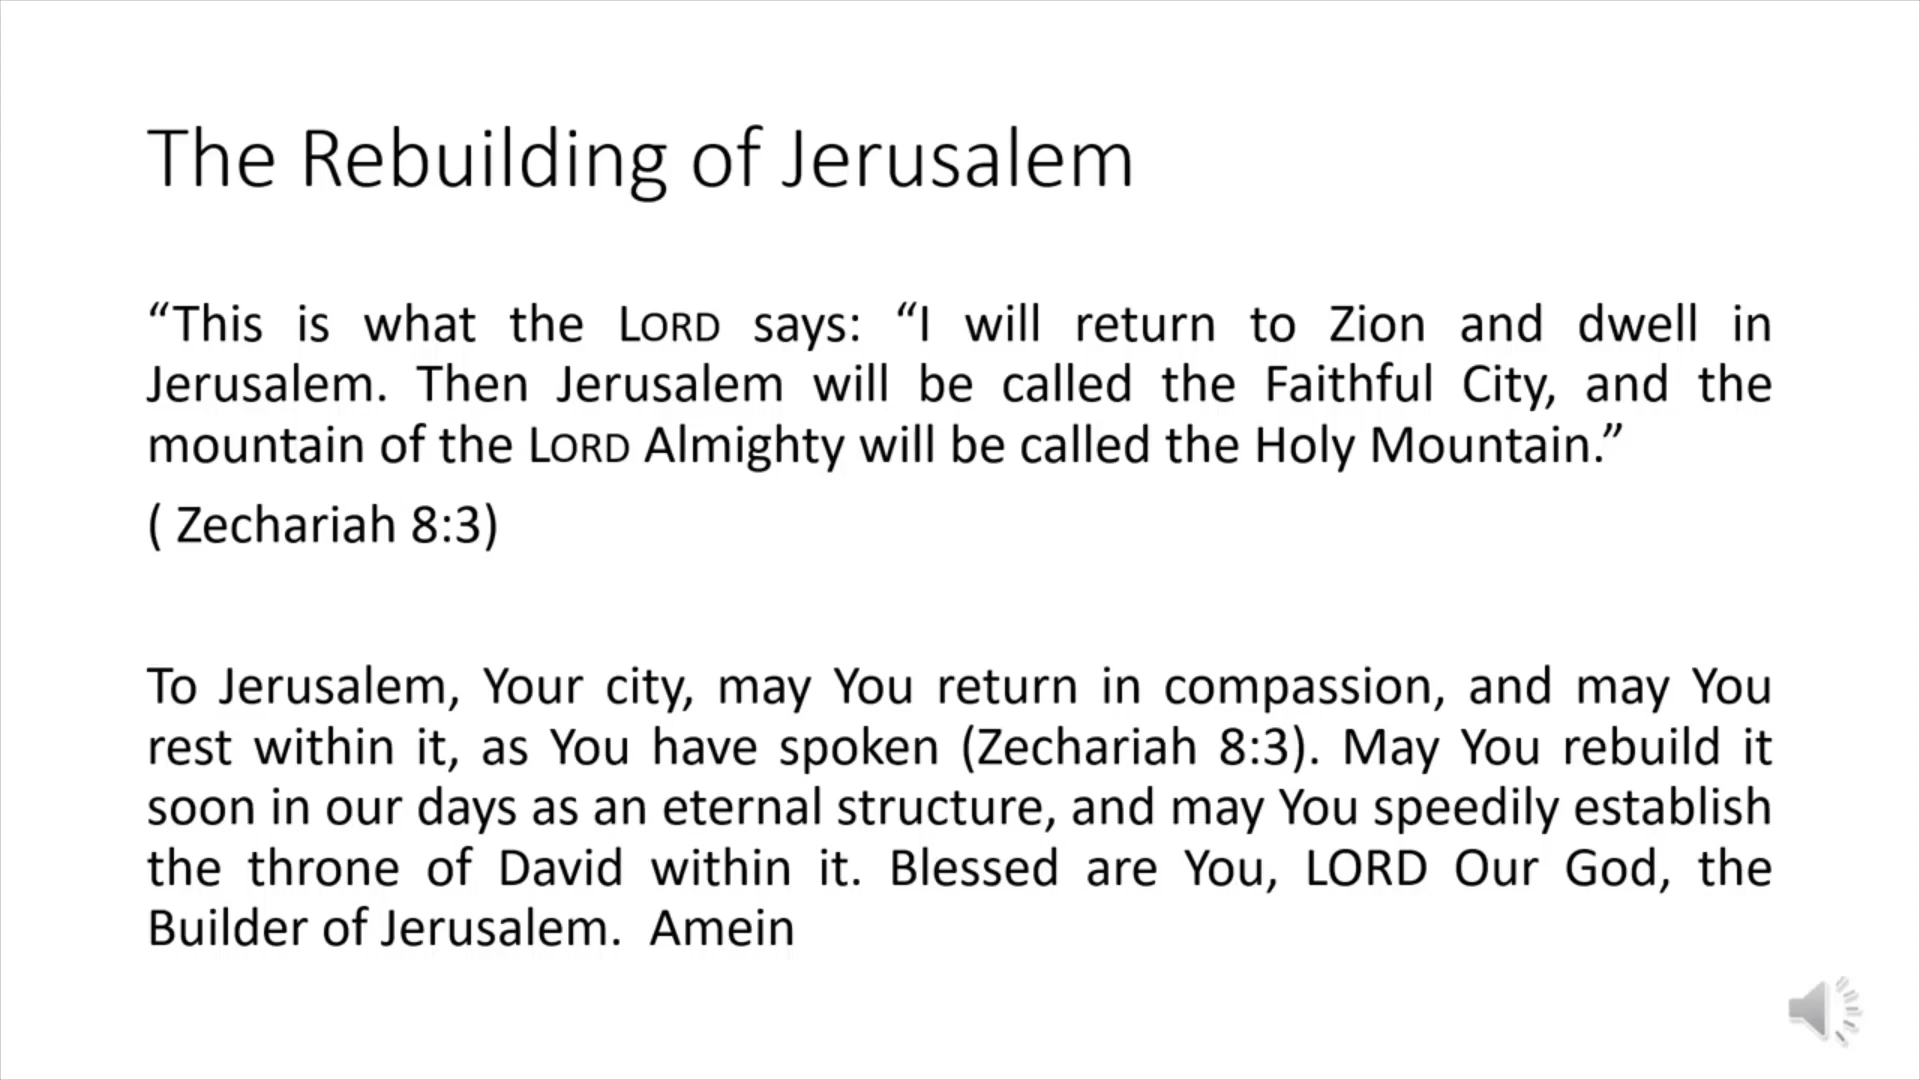 The Rebuilding of Jerusalem
“This is what the LORD says: “I will return to Zion and dwell in
Jerusalem. Then Jerusalem will be called the Faithful City, and the
mountain of the LORD Almighty will be called the Holy Mountain.”
( Zechariah 8:3)
To Jerusalem, Your city, may You return in compassion, and may You
rest within it, as You have spoken (Zechariah 8:3). May You rebuild it
soon in our days as an eternal structure, and may You speedily establish
the throne of David within it. Blessed are You, LORD Our God, the
Builder of Jerusalem.  Amein